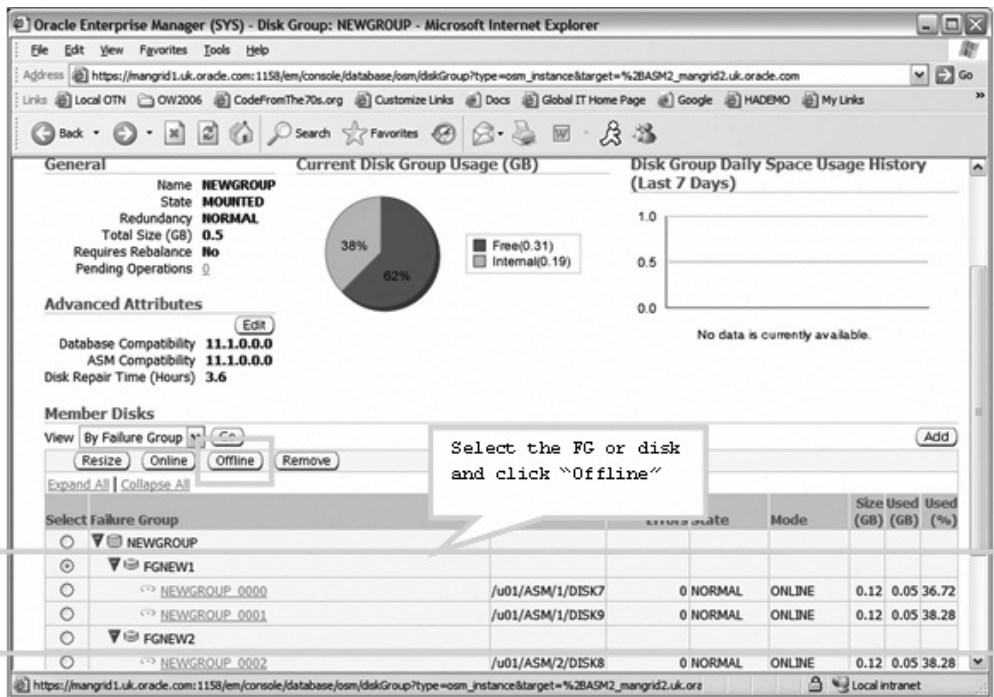 Oracle Enterprise Manager (SYS) - Disk Group: NEWGROUP - Microsoft Internet Explorer
File Edit View Favorites Tools Help
Address https://mangrid1.uk.oracle.com:1158/em/console/database/osm/diskGroup?type=osm_instance&target=%2BASM2_mangrid2.uk.oracle.com Go
Links Local OTN OW2006 CodeFromThe70s.org Customize Links Docs Global IT Home Page Google HADEMO My Links »
Back Search Favorites
General
Name NEWGROUP
State MOUNTED
Redundancy NORMAL
Total Size (GB) 0.5
Requires Rebalance No
Pending Operations 0
Current Disk Group Usage (GB)
38%
62%
Free(0.31)
Internal(0.19)
Disk Group Daily Space Usage History
(Last 7 Days)
1.0
0.5
0.0
No data is currently available.
Advanced Attributes
Edit
Database Compatibility 11.1.0.0.0
ASM Compatibility 11.1.0.0.0
Disk Repair Time (Hours) 3.6
Member Disks
View By Failure Group Go Add
Resize Online Offline Remove
Select the FG or disk
and click “Offline”
Expand All | Collapse All
Select Failure Group Errors State Mode Size (GB) Used (GB) Used (%)
NEWGROUP
FGNEW1
NEWGROUP_0000 /u01/ASM/1/DISK7 0 NORMAL ONLINE 0.12 0.05 36.72
NEWGROUP_0001 /u01/ASM/1/DISK9 0 NORMAL ONLINE 0.12 0.05 38.28
FGNEW2
NEWGROUP_0002 /u01/ASM/2/DISK8 0 NORMAL ONLINE 0.12 0.05 38.28
https://mangrid1.uk.oracle.com:1158/em/console/database/osm/diskGroup?type=osm_instance&target=%2BASM2_mangrid2.uk.ora Local intranet